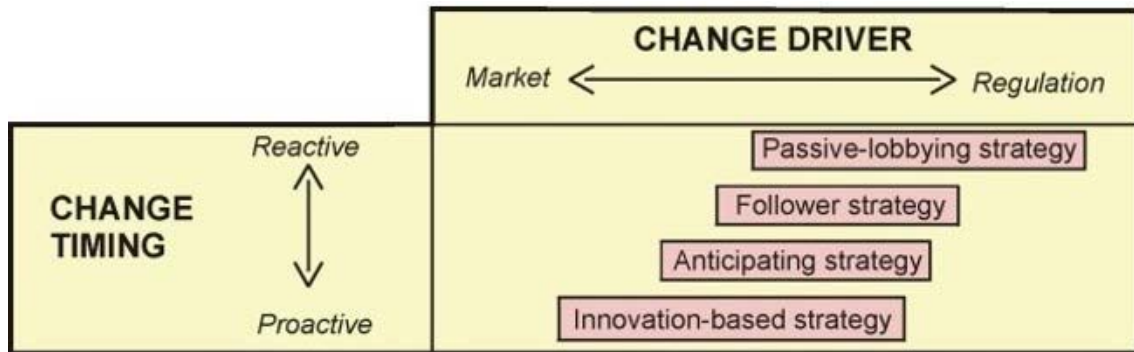 CHANGE DRIVER
Market
Regulation
Reactive
CHANGE
TIMING
Proactive
Passive-lobbying strategy
Follower strategy
Anticipating strategy
Innovation-based strategy